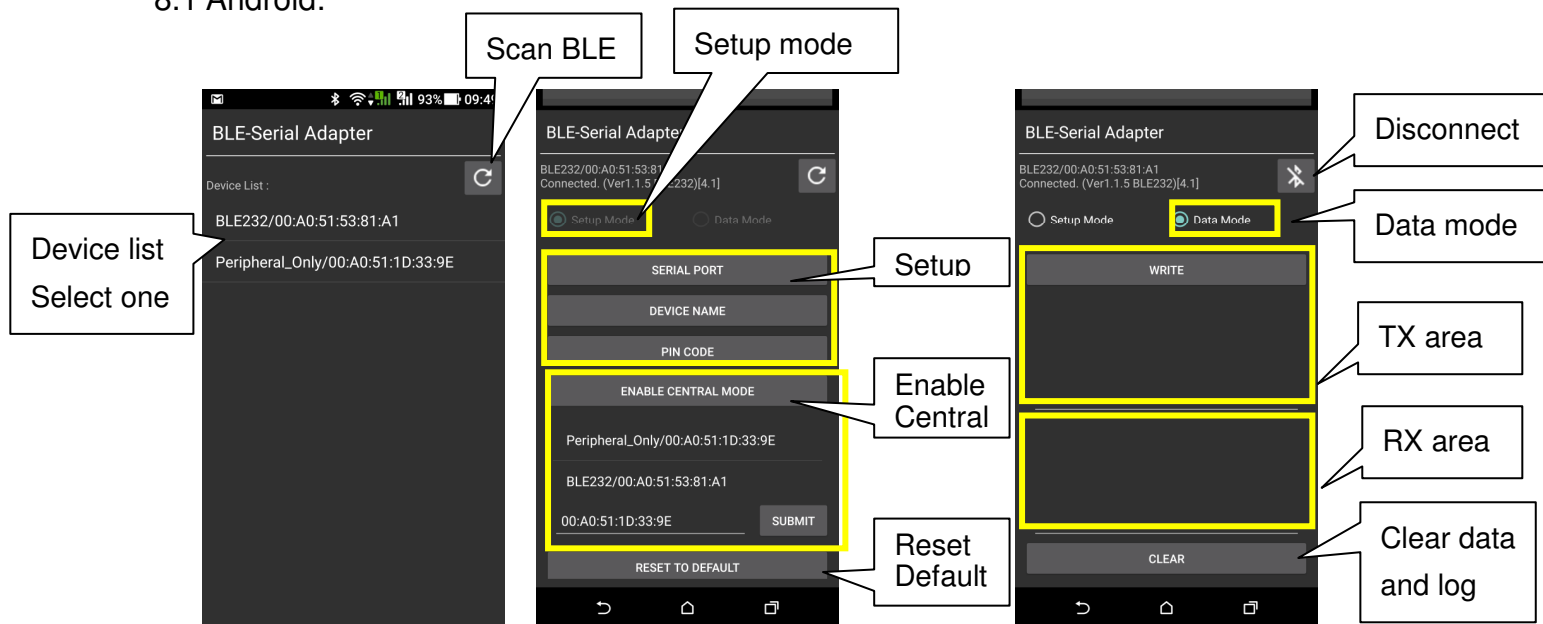 8.1 Android:
Scan BLE
Setup mode
93% 09:49
BLE-Serial Adapter
Device List :
BLE232/00:A0:51:53:81:A1
Peripheral_Only/00:A0:51:1D:33:9E
Device list
Select one
BLE-Serial Adapter
BLE232/00:A0:51:53:81
Connected. (Ver1.1.5 BLE232)[4.1]
Setup Mode
Data Mode
SERIAL PORT
DEVICE NAME
PIN CODE
Setup
ENABLE CENTRAL MODE
Enable
Central
Peripheral_Only/00:A0:51:1D:33:9E
BLE232/00:A0:51:53:81:A1
00:A0:51:1D:33:9E
SUBMIT
RESET TO DEFAULT
Reset
Default
BLE-Serial Adapter
BLE232/00:A0:51:53:81:A1
Connected. (Ver1.1.5 BLE232)[4.1]
Disconnect
Setup Mode
Data Mode
Data mode
WRITE
TX area
RX area
CLEAR
Clear data
and log